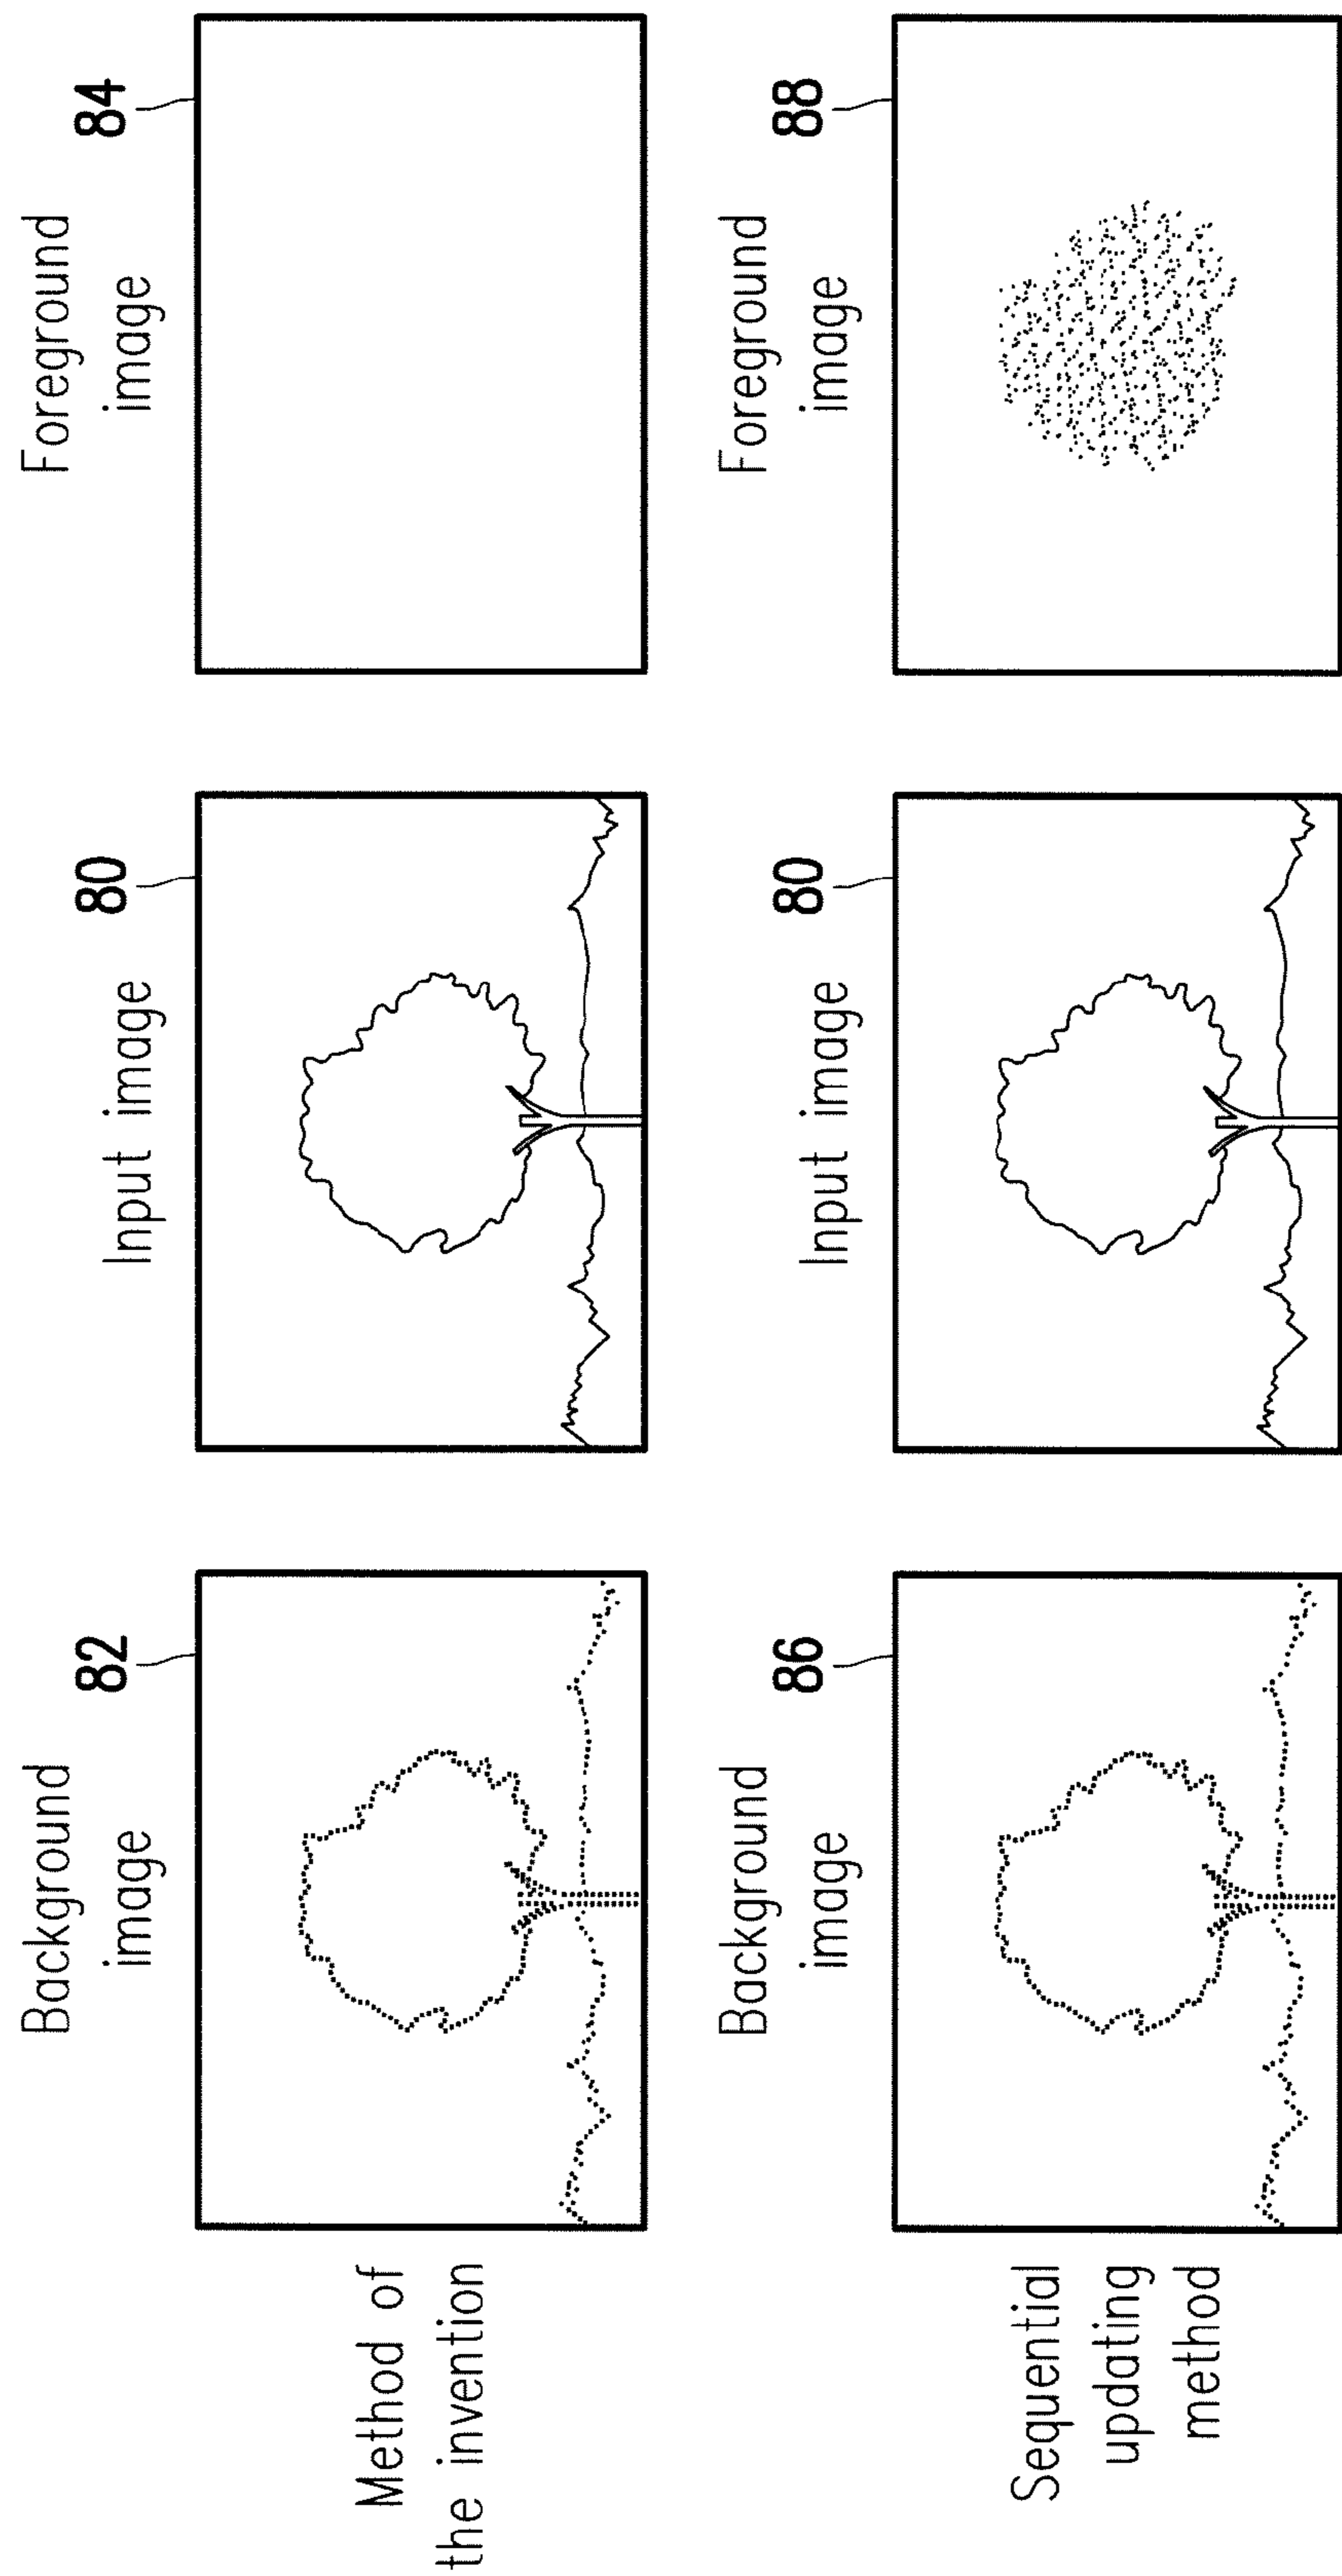 Background
image
82
Input image
80
Foreground
image
84
Method of
the invention
Background
image
86
Input image
80
Foreground
image
88
Sequential
updating
method